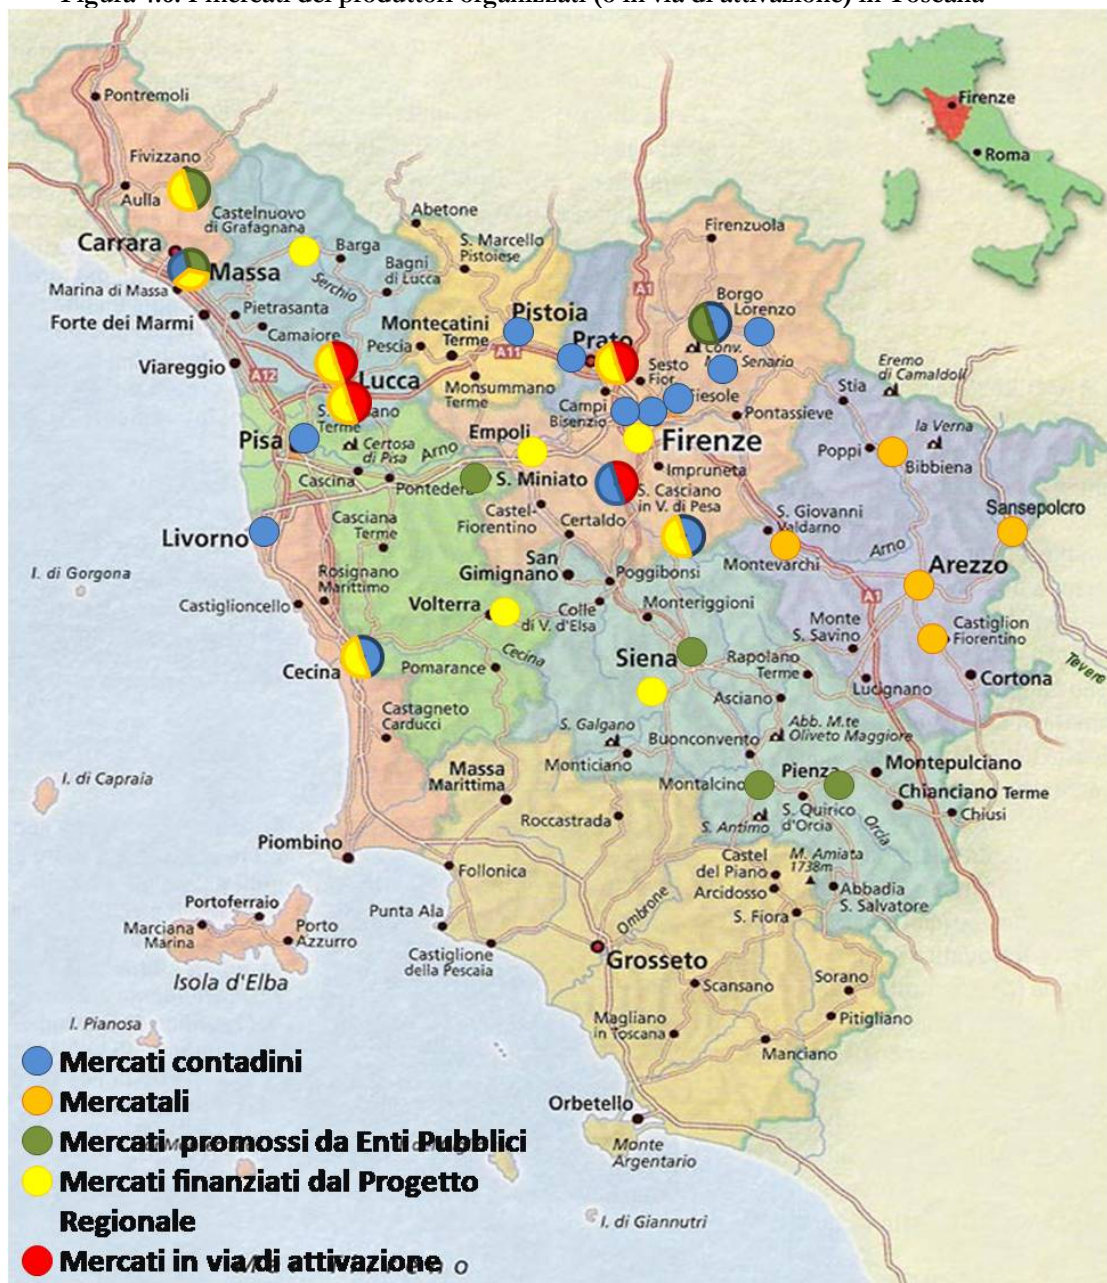 Figura 4.6. I mercati dei produttori organizzati (o in via di attivazione) in Toscana
Pontremoli
Firenze
Roma
Fivizzano
Aulla
Castelnuovo
di Grafagnana
Abetone
Firenzuola
Carrara
Barga
S. Marcello
Pistoiese
Massa
Bagni
di Lucca
Serchio
A1
Marina di Massa
Pietrasanta
Borgo
Lorenzo
Forte dei Marmi
Camaiore
Montecatini
Terme
Pistoia
Prato
Pescia
A11
Conv.
Senario
Viareggio
A12
Lucca
Monsummano
Terme
Sesto
Fior.
Eremo
di Camaldoli
Stia
Campi
Bisenzio
Fiesole
Pontassieve
la Verna
S.
Terme
Pisa
Certosa
di Pisa
Arno
Empoli
Firenze
Poppi
Bibbiena
Impruneta
Cascina
Pontedera
S. Miniato
S. Casciano
in V. di Pesa
Castel-
Fiorentino
Certaldo
S. Giovanni
Valdarno
Sansepolcro
Livorno
Casciana
Terme
Montevarchi
Arno
Arezzo
San
Gimignano
Poggibonsi
I. di Gorgona
Rosignano
Marittimo
Castiglioncello
Volterra
Colle
di V. d'Elsa
Monteriggioni
A1
Monte
S. Savino
Castiglion
Fiorentino
Cecina
Cecina
Pomarance
Siena
Rapolano
Terme
Tevere
Lucignano
Cortona
Asciano
Castagneto
Carducci
S. Galgano
Buonconvento
Abb. M.te
Oliveto Maggiore
Monticiano
I. di Capraia
Massa
Marittima
Montalcino
Pienza
Montepulciano
Chianciano Terme
Roccastrada
S. Antimo
S. Quirico
d'Orcia
Orcia
Chiusi
Piombino
Follonica
Castel
del Piano
M. Amiata
1738m
Arcidosso
Abbadia
S. Salvatore
Portoferraio
Marciana
Marina
Porto
Azzurro
Punta Ala
Ombrone
S. Fiora
Isola d'Elba
Castiglione
della Pescaia
Grosseto
Scansano
Sorano
I. Pianosa
Magliano
in Toscana
Pitigliano
Manciano
Mercati contadini
Mercatali
Orbetello
Mercati promossi da Enti Pubblici
Monte
Argentario
Mercati finanziati dal Progetto
Regionale
I. di Giannutri
Mercati in via di attivazione